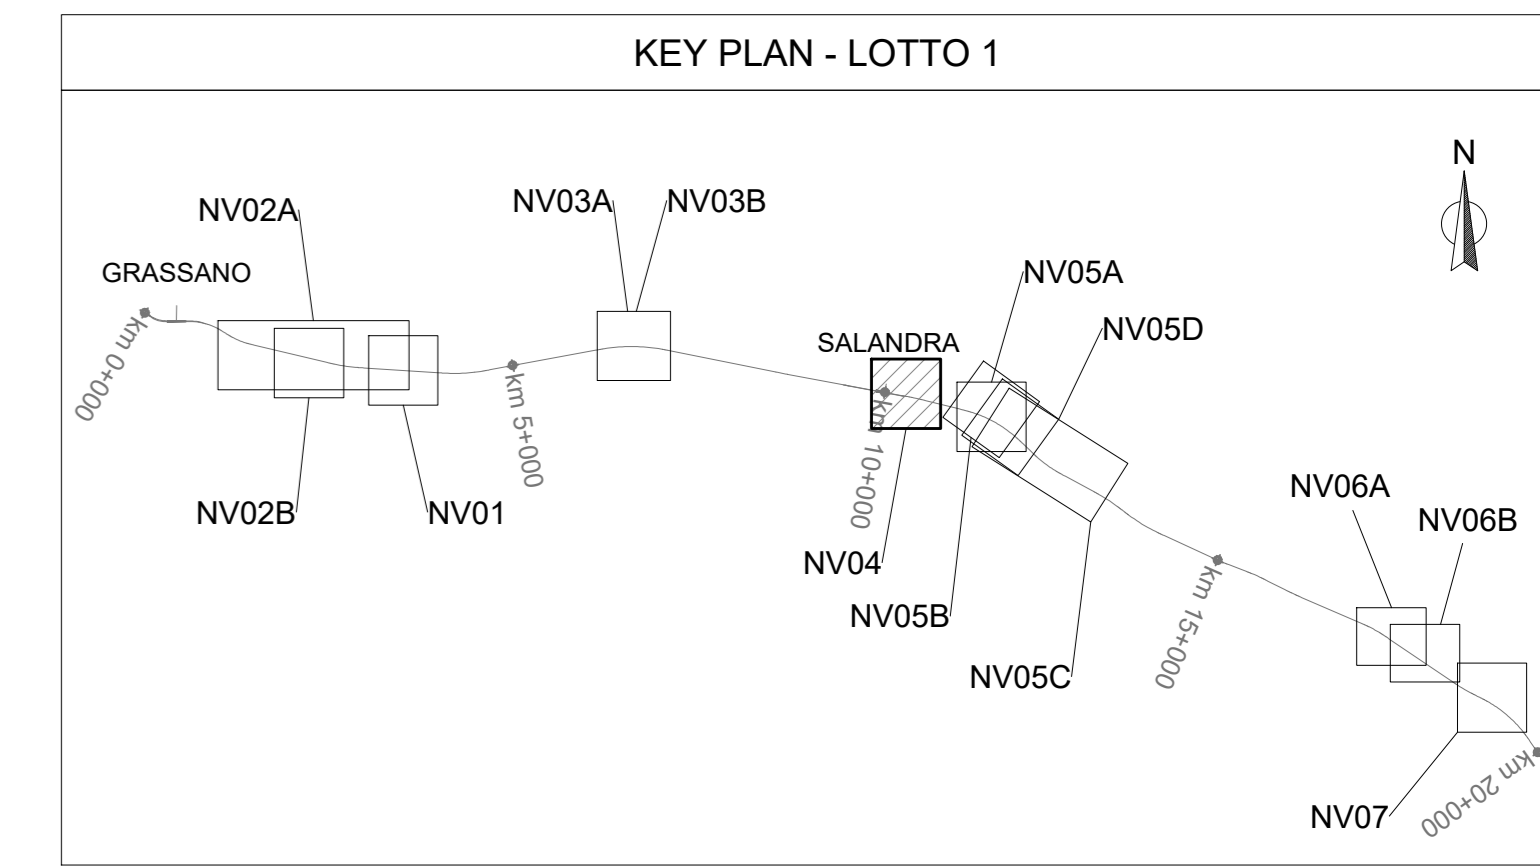 KEY PLAN - LOTTO 1
N
NV02A
NV03A
NV03B
GRASSANO
NV05A
NV05D
km 0+000
SALANDRA
km 5+000
km 10+000
NV02B
NV01
NV04
NV05B
NV05C
km 15+000
NV06A
NV06B
NV07
km 20+000